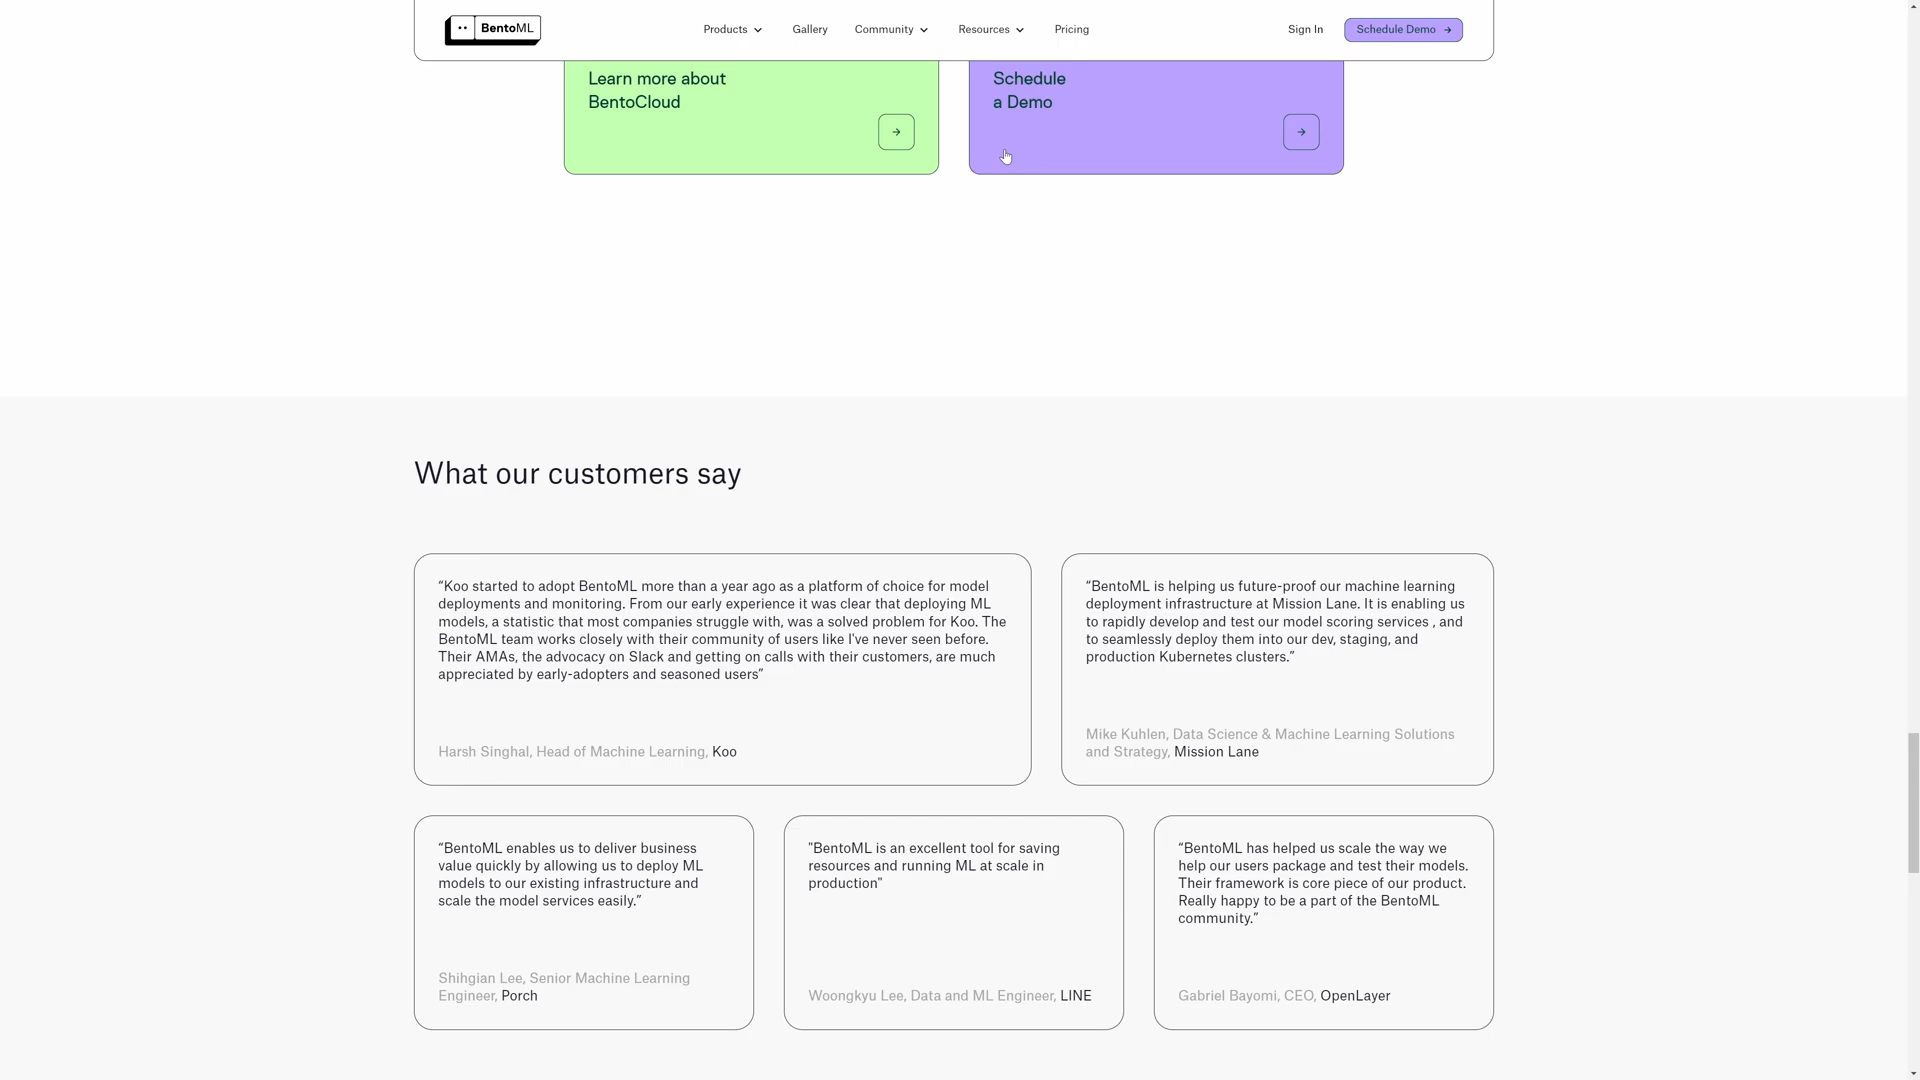 BentoML
Products
Gallery
Community
Resources
Pricing
Sign In
Schedule Demo
Learn more about
BentoCloud
Schedule
a Demo
What our customers say
“Koo started to adopt BentoML more than a year ago as a platform of choice for model
deployments and monitoring. From our early experience it was clear that deploying ML
models, a statistic that most companies struggle with, was a solved problem for Koo. The
BentoML team works closely with their community of users like I've never seen before.
Their AMAs, the advocacy on Slack and getting on calls with their customers, are much
appreciated by early-adopters and seasoned users”
Harsh Singhal, Head of Machine Learning, Koo
“BentoML is helping us future-proof our machine learning
deployment infrastructure at Mission Lane. It is enabling us
to rapidly develop and test our model scoring services , and
to seamlessly deploy them into our dev, staging, and
production Kubernetes clusters.”
Mike Kuhlen, Data Science & Machine Learning Solutions
and Strategy, Mission Lane
“BentoML enables us to deliver business
value quickly by allowing us to deploy ML
models to our existing infrastructure and
scale the model services easily.”
Shihgian Lee, Senior Machine Learning
Engineer, Porch
"BentoML is an excellent tool for saving
resources and running ML at scale in
production"
Woongkyu Lee, Data and ML Engineer, LINE
“BentoML has helped us scale the way we
help our users package and test their models.
Their framework is core piece of our product.
Really happy to be a part of the BentoML
community.”
Gabriel Bayomi, CEO, OpenLayer